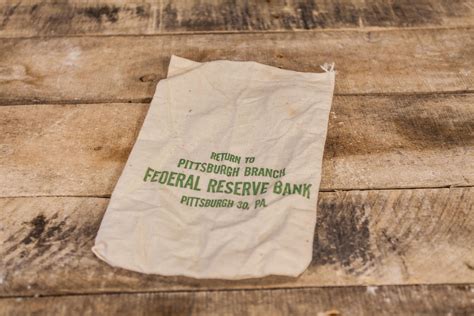 RETURN TO
PITTSBURGH BRANCH
FEDERAL RESERVE BANK
PITTSBURGH 30, PA.